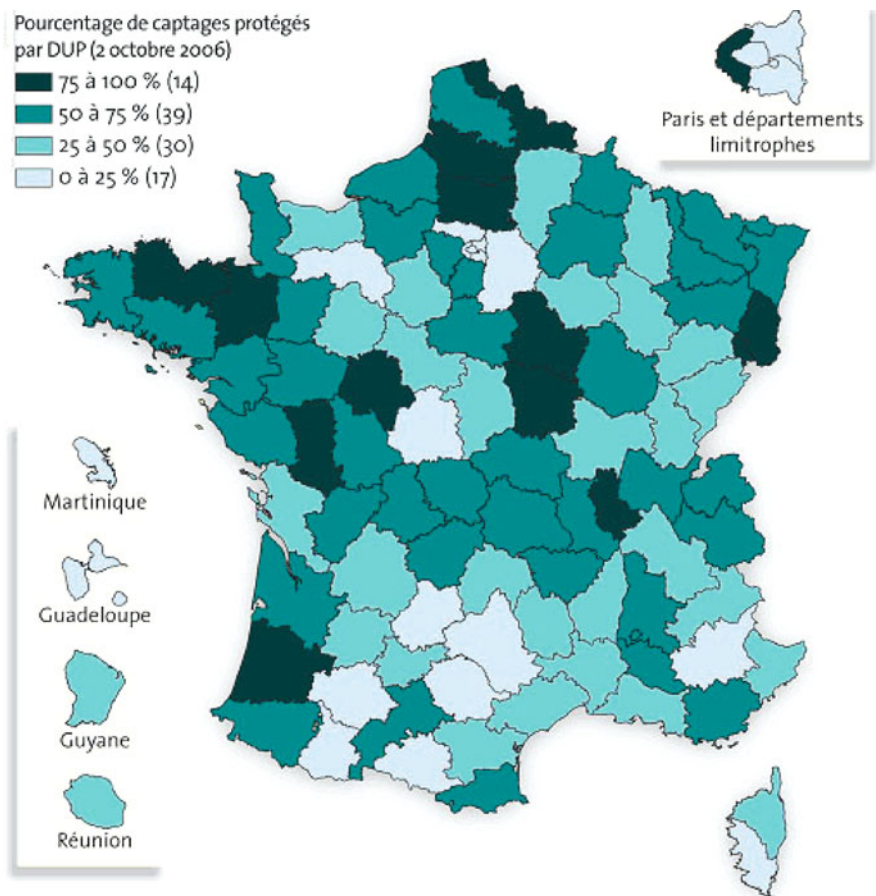 Pourcentage de captages protégés
par DUP (2 octobre 2006)
75 à 100 % (14)
50 à 75 % (39)
25 à 50 % (30)
0 à 25 % (17)
Paris et départements
limitrophes
Martinique
Guadeloupe
Guyane
Réunion